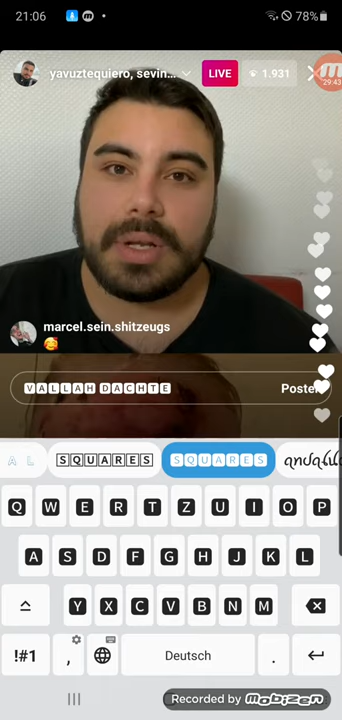 21:06
78%
yavuztequiero, sevin...
LIVE
1.931
29:43
marcel.sein.shitzeugs
🥰
VALLAH DACHTE
Posten
A L
SQUARES
SQUARES
Q W E R T Z U I O P
A S D F G H J K L
Y X C V B N M
!#1
,
Deutsch
.
Recorded by mobizen